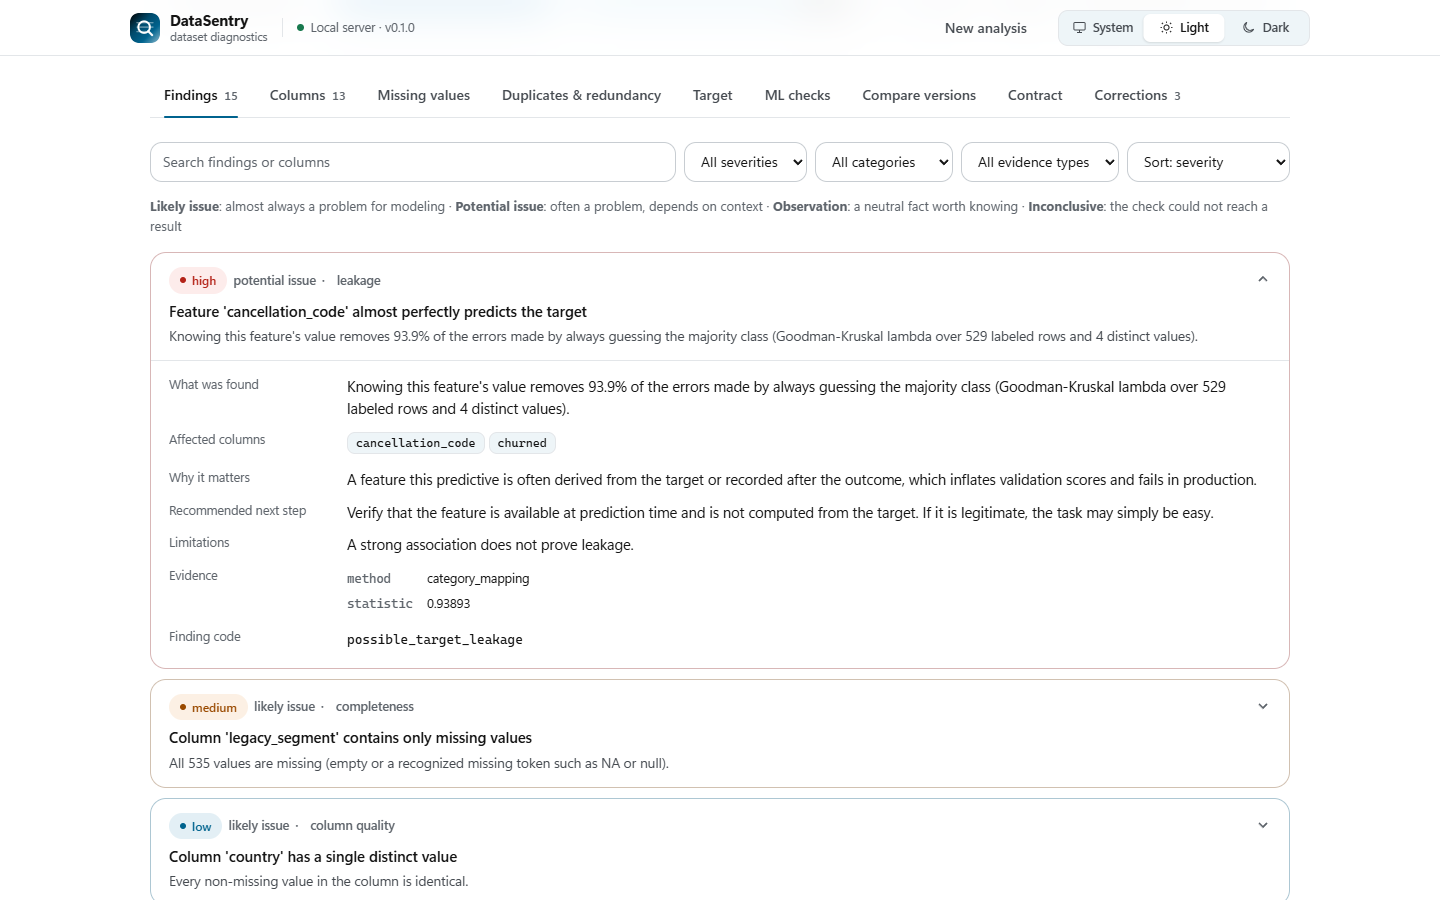 DataSentry
dataset diagnostics
Local server · v0.1.0
New analysis
System
Light
Dark
Findings 15
Columns 13
Missing values
Duplicates & redundancy
Target
ML checks
Compare versions
Contract
Corrections 3
Search findings or columns
All severities
All categories
All evidence types
Sort: severity
Likely issue: almost always a problem for modeling · Potential issue: often a problem, depends on context · Observation: a neutral fact worth knowing · Inconclusive: the check could not reach a
result
high potential issue · leakage
Feature 'cancellation_code' almost perfectly predicts the target
Knowing this feature's value removes 93.9% of the errors made by always guessing the majority class (Goodman-Kruskal lambda over 529 labeled rows and 4 distinct values).
What was found
Knowing this feature's value removes 93.9% of the errors made by always guessing the majority class (Goodman-Kruskal lambda over 529
labeled rows and 4 distinct values).
Affected columns
cancellation_code churned
Why it matters
A feature this predictive is often derived from the target or recorded after the outcome, which inflates validation scores and fails in production.
Recommended next step
Verify that the feature is available at prediction time and is not computed from the target. If it is legitimate, the task may simply be easy.
Limitations
A strong association does not prove leakage.
Evidence
method category_mapping
statistic 0.93893
Finding code
possible_target_leakage
medium likely issue · completeness
Column 'legacy_segment' contains only missing values
All 535 values are missing (empty or a recognized missing token such as NA or null).
low likely issue · column quality
Column 'country' has a single distinct value
Every non-missing value in the column is identical.